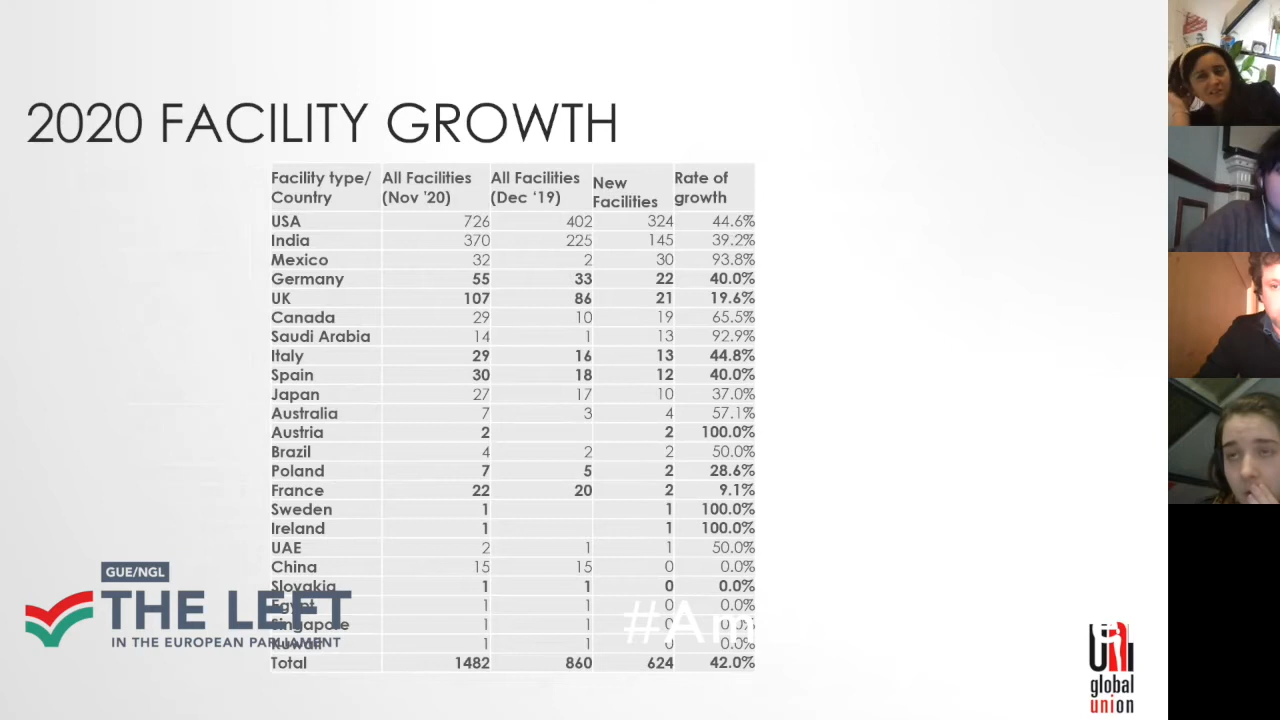 2020 FACILITY GROWTH
Facility type/ Country All Facilities (Nov '20) All Facilities (Dec '19) New Facilities Rate of growth
USA 726 402 324 44.6%
India 370 225 145 39.2%
Mexico 32 2 30 93.8%
Germany 55 33 22 40.0%
UK 107 86 21 19.6%
Canada 29 10 19 65.5%
Saudi Arabia 14 1 13 92.9%
Italy 29 16 13 44.8%
Spain 30 18 12 40.0%
Japan 27 17 10 37.0%
Australia 7 3 4 57.1%
Austria 2 2 100.0%
Brazil 4 2 2 50.0%
Poland 7 5 2 28.6%
France 22 20 2 9.1%
Sweden 1 1 100.0%
Ireland 1 1 100.0%
UAE 2 1 1 50.0%
China 15 15 0 0.0%
Slovakia 1 1 0 0.0%
Egypt 1 1 0 0.0%
Singapore 1 1 0
Kuwait 1 1 0 0.0%
Total 1482 860 624 42.0%
GUE/NGL
THE LEFT
IN THE EUROPEAN PARLIAMENT
UNI
global
union